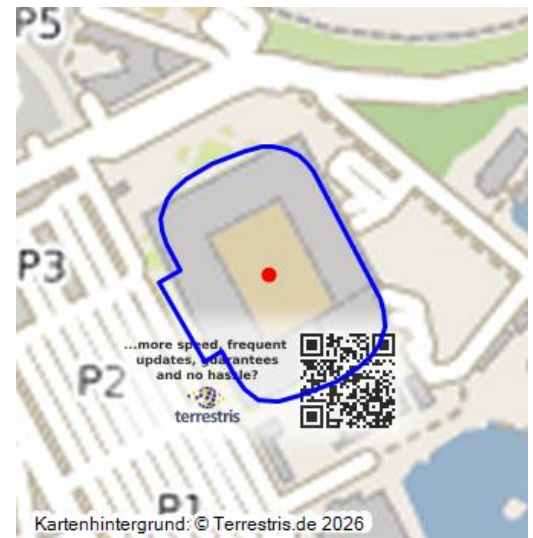 P5
P3
...more speed, frequent
updates, guarantees
and no hassle?
P2
terrestris
P1
Kartenhintergrund: © Terrestris.de 2026